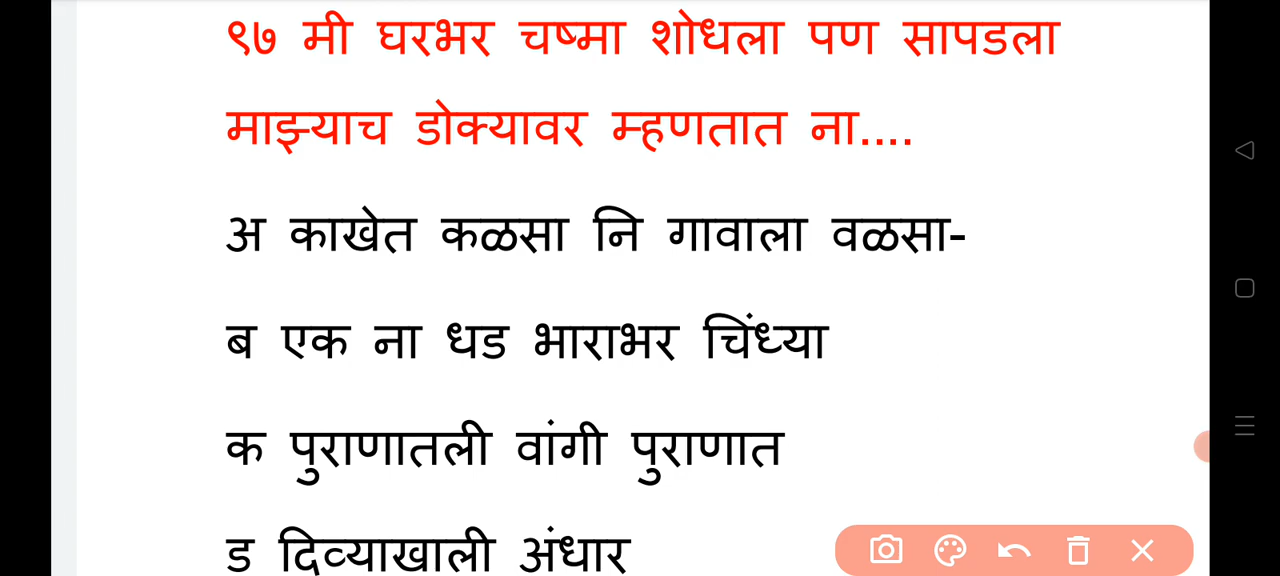 ९७ मी घरभर चष्मा शोधला पण सापडला
माझ्याच डोक्यावर म्हणतात ना....
अ काखेत कळसा नि गावाला वळसा-
ब एक ना धड भाराभर चिंध्या
क पुराणातली वांगी पुराणात
ड दिव्याखाली अंधार